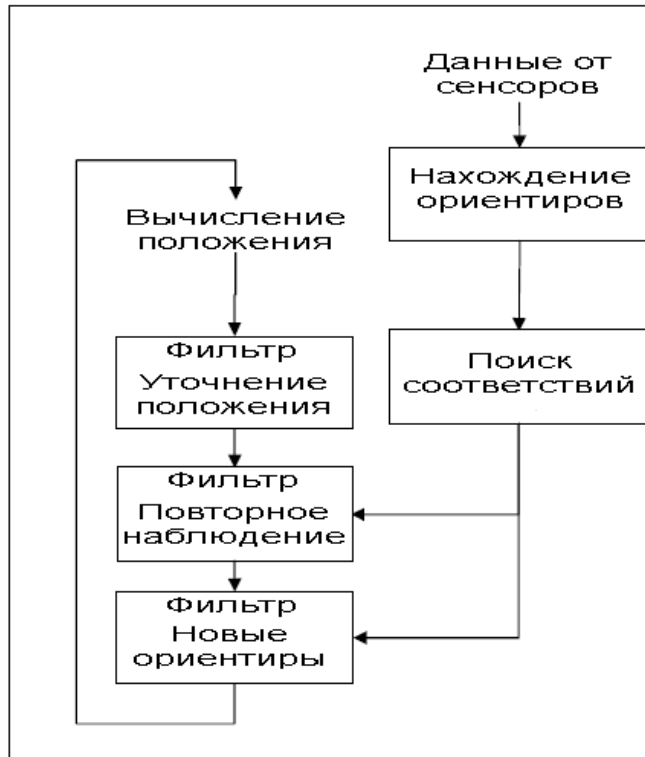 Данные от
сенсоров
Нахождение
ориентиров
Поиск
соответствий
Вычисление
положения
Фильтр
Уточнение
положения
Фильтр
Повторное
наблюдение
Фильтр
Новые
ориентиры